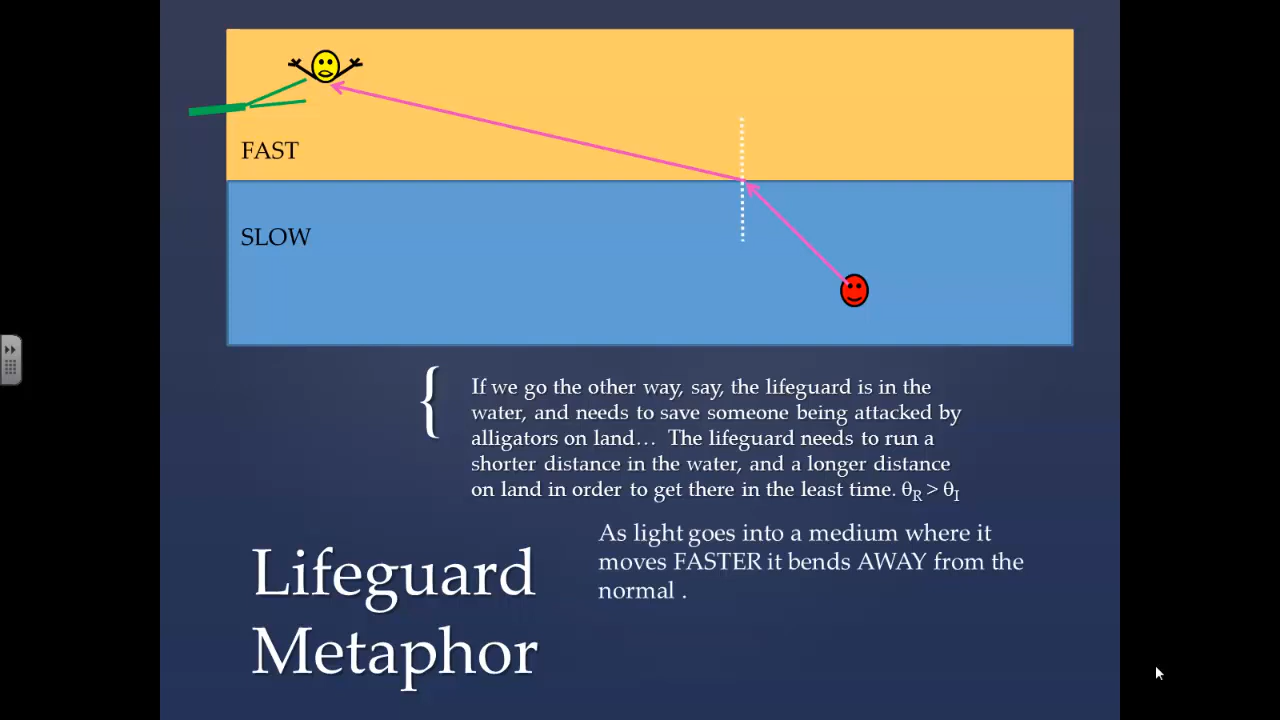 FAST
SLOW
If we go the other way, say, the lifeguard is in the
water, and needs to save someone being attacked by
alligators on land… The lifeguard needs to run a
shorter distance in the water, and a longer distance
on land in order to get there in the least time. θR > θI
As light goes into a medium where it
moves FASTER it bends AWAY from the
normal .
Lifeguard
Metaphor